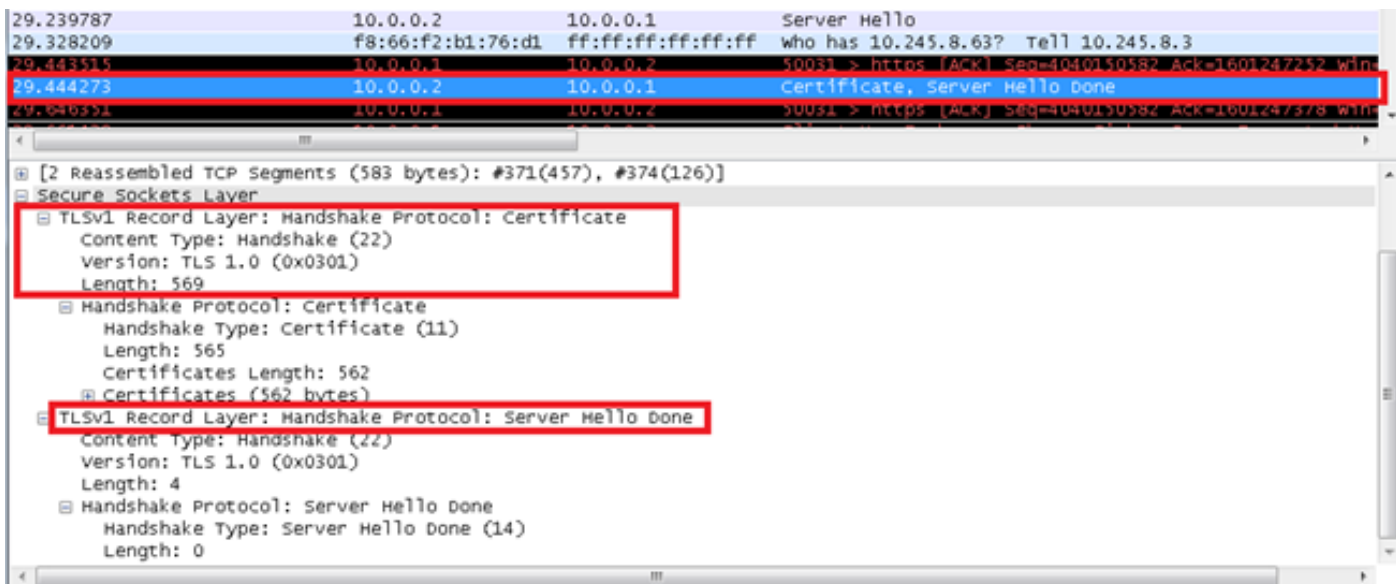 29.239787 10.0.0.2 10.0.0.1 Server Hello
29.328209 f8:66:f2:b1:76:d1 ff:ff:ff:ff:ff:ff Who has 10.245.8.63? Tell 10.245.8.3
29.443515 10.0.0.1 10.0.0.2 50031 > https [ACK] Seq=4040150582 Ack=1601247252 Win=
29.444273 10.0.0.2 10.0.0.1 Certificate, Server Hello Done
29.646351 10.0.0.1 10.0.0.2 50031 > https [ACK] Seq=4040150582 Ack=1601247378 Win=
[2 Reassembled TCP Segments (583 bytes): #371(457), #374(126)]
Secure Sockets Layer
TLSv1 Record Layer: Handshake Protocol: Certificate
Content Type: Handshake (22)
Version: TLS 1.0 (0x0301)
Length: 569
Handshake Protocol: Certificate
Handshake Type: Certificate (11)
Length: 565
Certificates Length: 562
Certificates (562 bytes)
TLSv1 Record Layer: Handshake Protocol: Server Hello Done
Content Type: Handshake (22)
Version: TLS 1.0 (0x0301)
Length: 4
Handshake Protocol: Server Hello Done
Handshake Type: Server Hello Done (14)
Length: 0